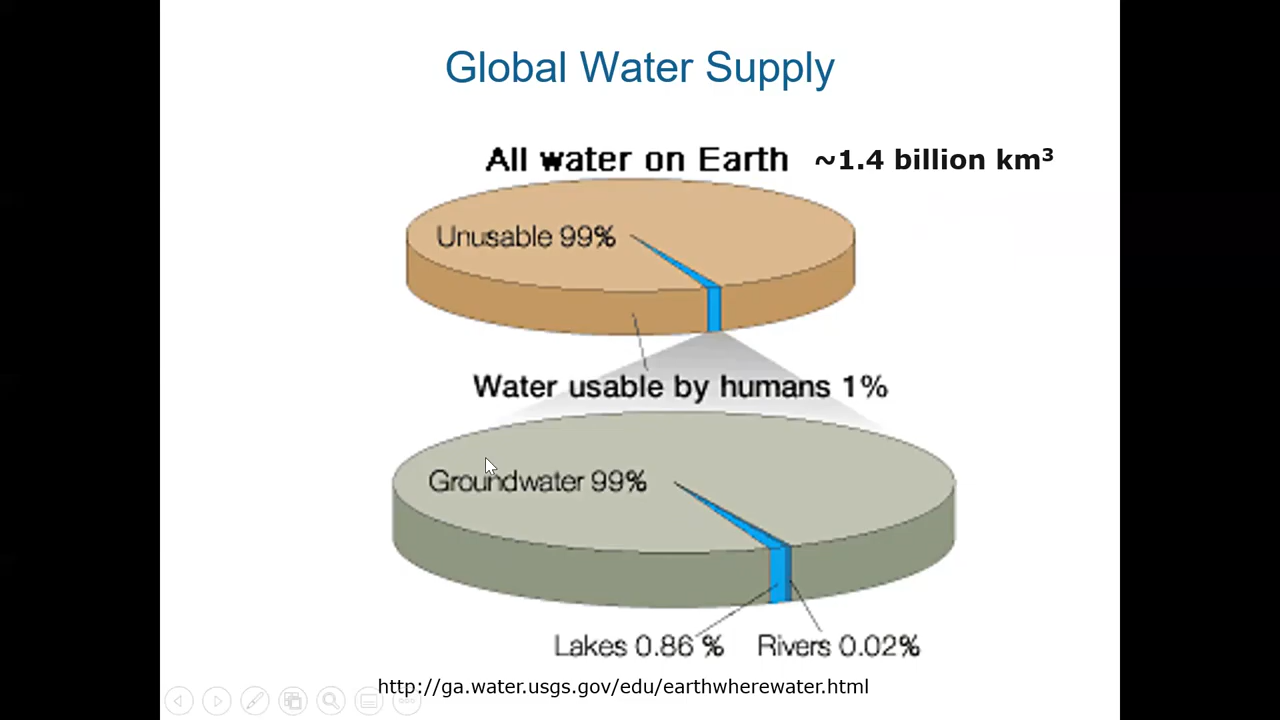 Global Water Supply
All water on Earth ~1.4 billion km³
Unusable 99%
Water usable by humans 1%
Groundwater 99%
Lakes 0.86 % Rivers 0.02%
http://ga.water.usgs.gov/edu/earthwherewater.html